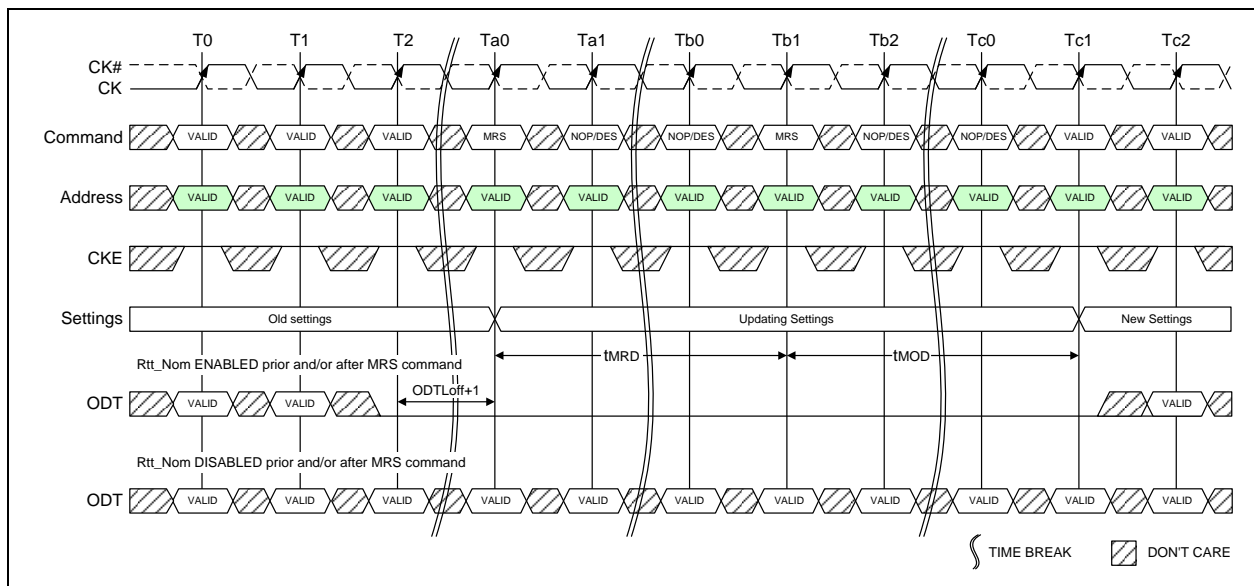 T0 T1 T2 Ta0 Ta1 Tb0 Tb1 Tb2 Tc0 Tc1 Tc2
CK#
CK
Command VALID VALID VALID MRS NOP/DES NOP/DES MRS NOP/DES NOP/DES VALID VALID
Address VALID VALID VALID VALID VALID VALID VALID VALID VALID VALID VALID
CKE
Settings Old settings Updating Settings New Settings
tMRD tMOD
Rtt_Nom ENABLED prior and/or after MRS command
ODTLoff+1
ODT VALID VALID VALID
Rtt_Nom DISABLED prior and/or after MRS command
ODT VALID VALID VALID VALID VALID VALID VALID VALID VALID VALID VALID
TIME BREAK DON'T CARE